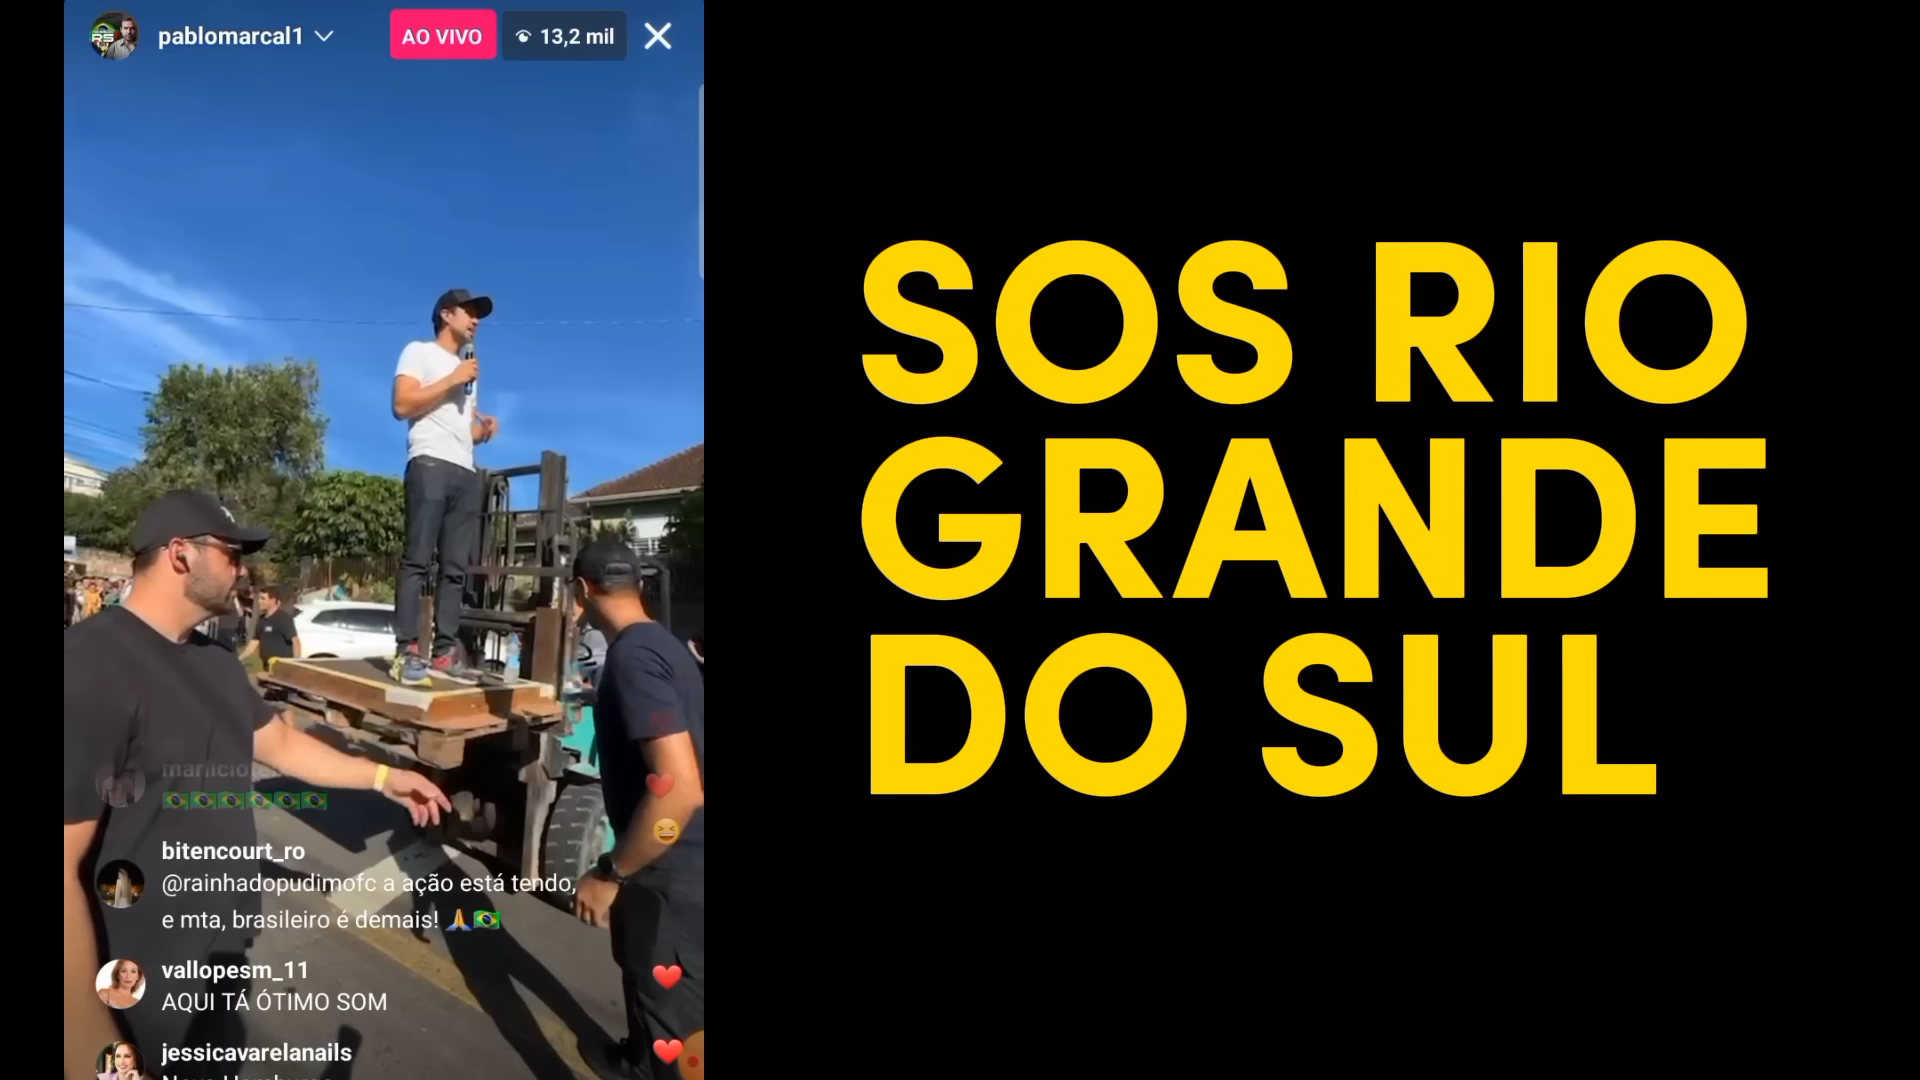 pablomarcal1
AO VIVO
13,2 mil
SOS RIO
GRANDE
DO SUL
bitencourt_ro
@rainhadopudimofc a ação está tendo,
e mta, brasileiro é demais! 🙏🇧🇷
vallopesm_11
AQUI TÁ ÓTIMO SOM
jessicavarelanails